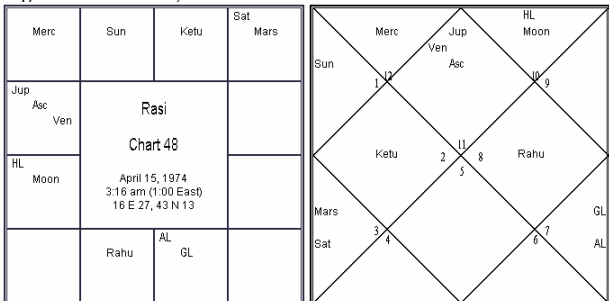 Merc
Sun
Ketu
Sat
Mars
Jup
Asc
Ven
HL
Moon
Rasi
Chart 48
April 15, 1974
3:16 am (1:00 East)
16 E 27, 43 N 13
Rahu
AL
GL
Merc
Jup
HL
Moon
Ven
Sun
Asc
12
10
1
9
11
Ketu
2
8
Rahu
5
Mars
GL
3
7
Sat
4
6
AL